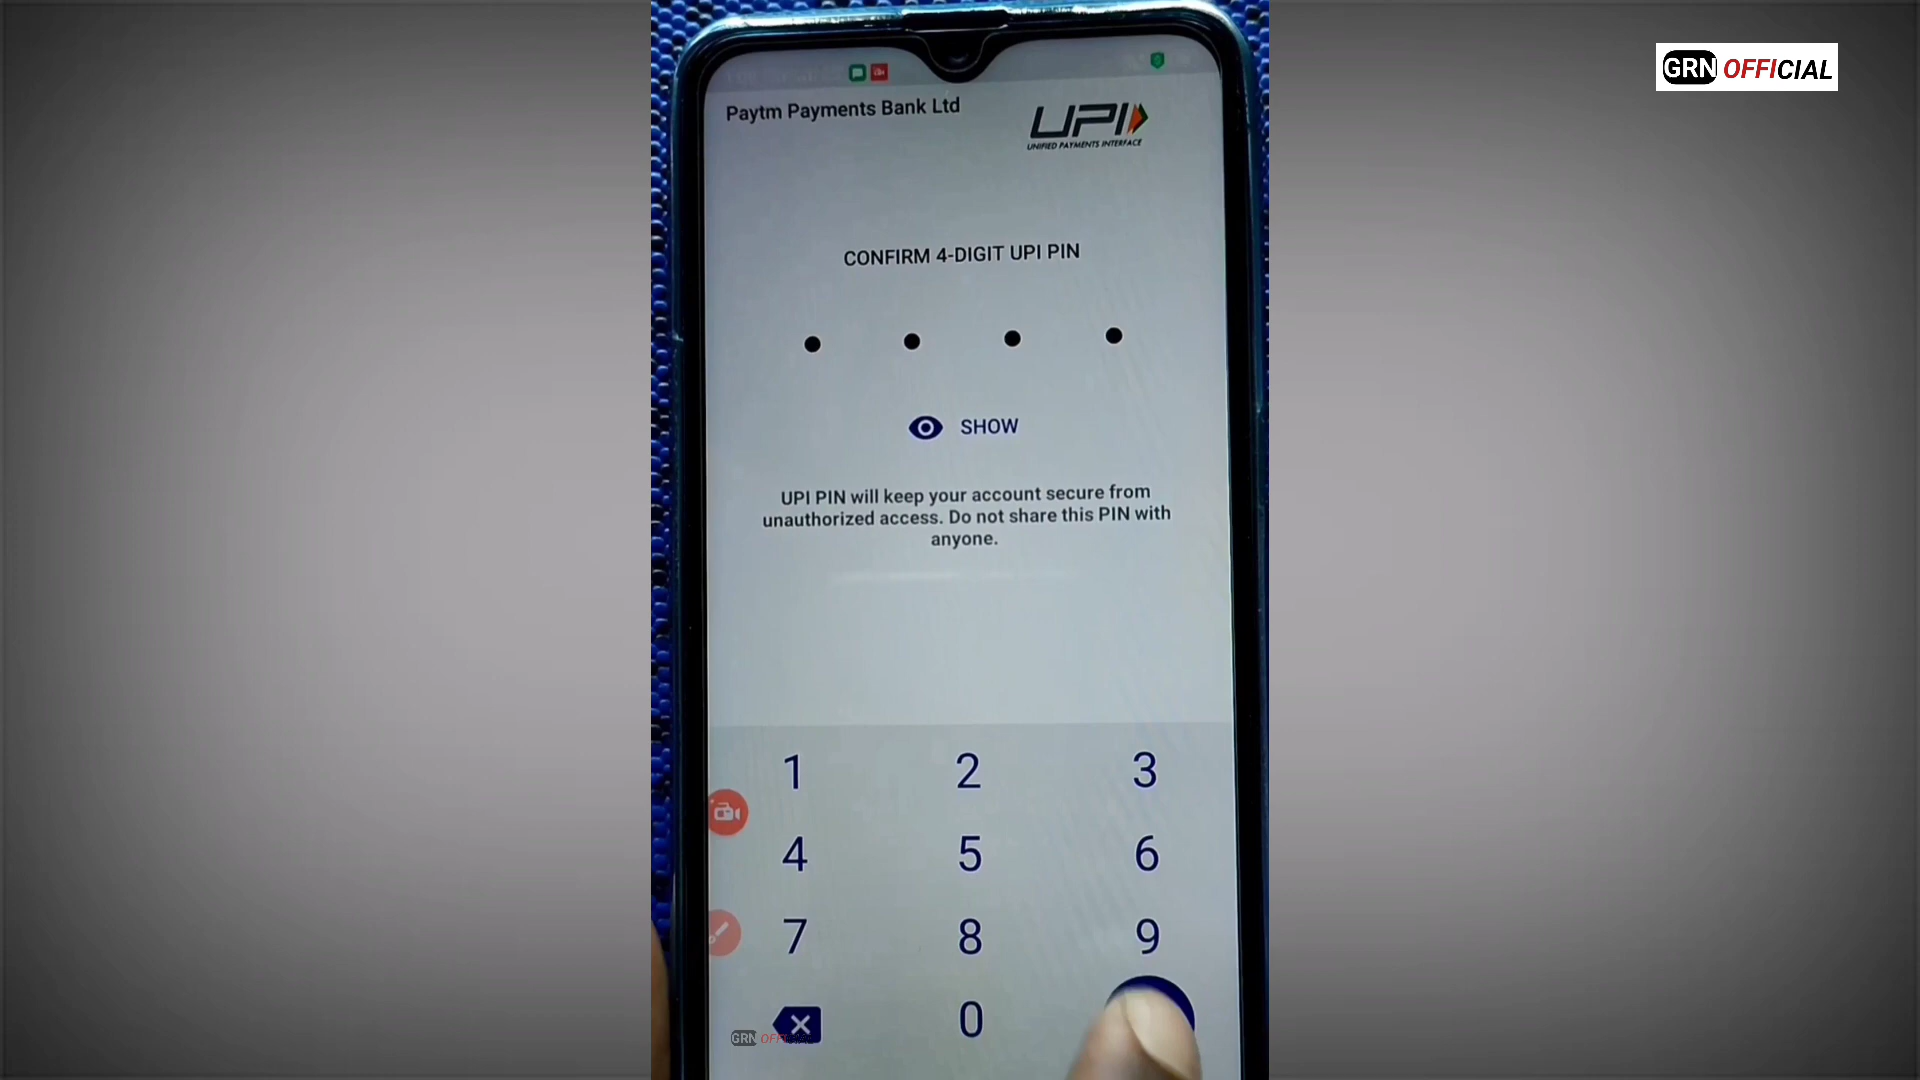 GRN OFFICIAL
Paytm Payments Bank Ltd
UPI
UNIFIED PAYMENTS INTERFACE
CONFIRM 4-DIGIT UPI PIN
SHOW
UPI PIN will keep your account secure from
unauthorized access. Do not share this PIN with
anyone.
1 2 3
4 5 6
7 8 9
0
GRN OFFICIAL